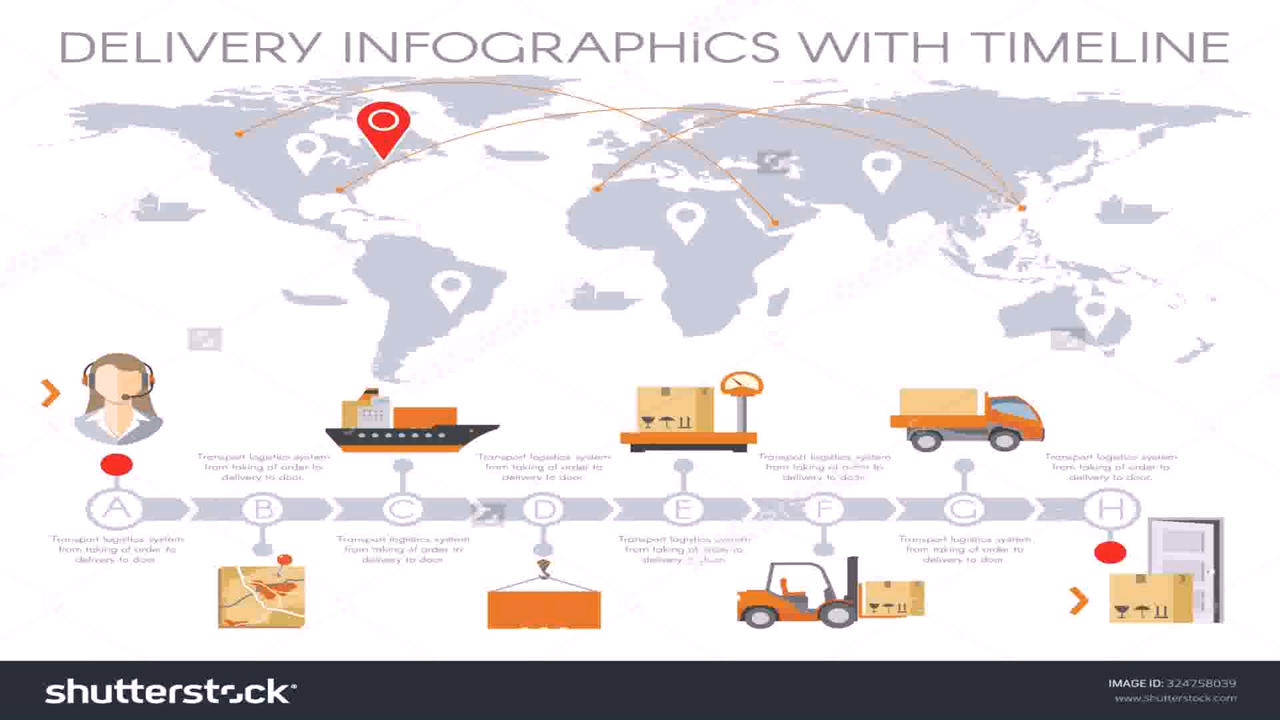 DELIVERY INFOGRAPHiCS WITH TIMELINE
Transport logistics system
from taking of order to
delivery to door.
Transport logistics system
from taking of order to
delivery to door.
Transport logistics system
from taking of order to
delivery to door.
Transport logistics system
from taking of order to
delivery to door.
A B C D E F G H
Transport logistics system
from taking of order to
delivery to door
Transport logistics system
from taking of order to
delivery to door
Transport logistics system
from taking of order to
delivery to door
Transport logistics system
from taking of order to
delivery to door
shutterstock
IMAGE ID: 324758039
www.shutterstock.com